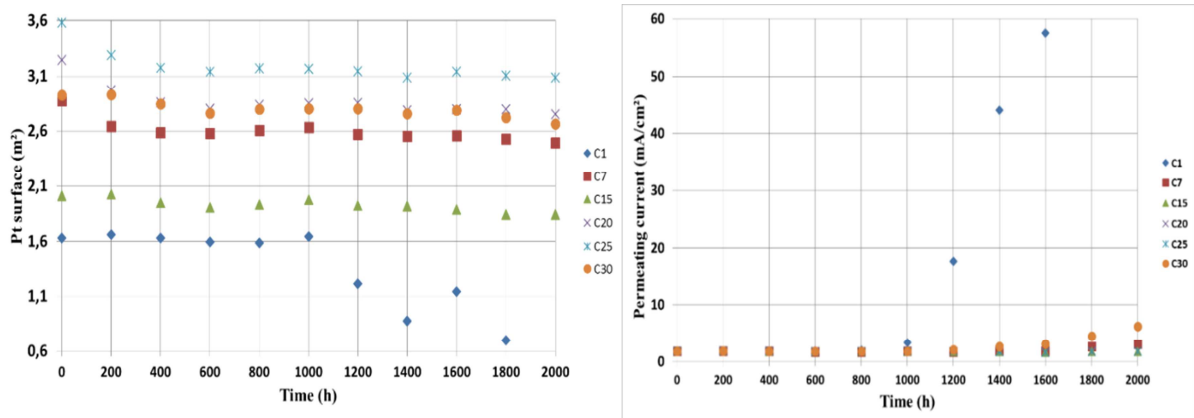 3,6
3,1
2,6
2,1
1,6
1,1
0,6
Pt surface (m²)
0 200 400 600 800 1000 1200 1400 1600 1800 2000
Time (h)
C1
C7
C15
C20
C25
C30
60
50
40
30
20
10
0
Permeating current (mA/cm²)
0 200 400 600 800 1000 1200 1400 1600 1800 2000
Time (h)
C1
C7
C15
C20
C25
C30